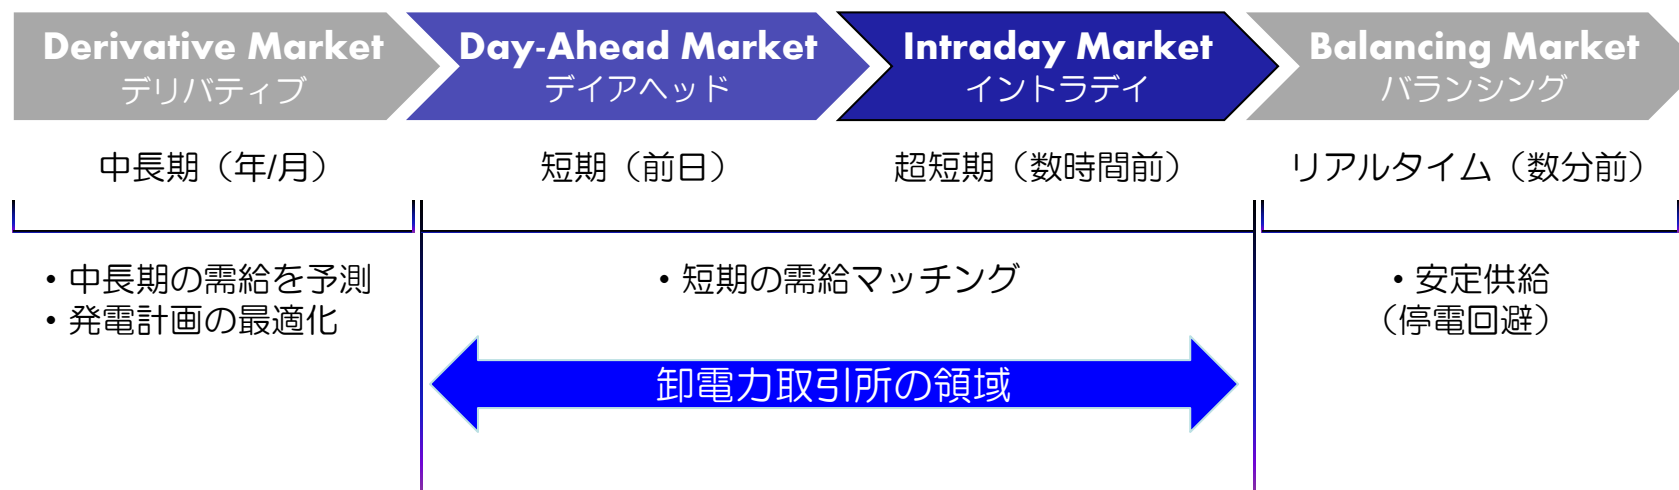 Derivative Market
デリバティブ
Day-Ahead Market
デイアヘッド
Intraday Market
イントラデイ
Balancing Market
バランシング
中長期（年/月）
短期（前日）
超短期（数時間前）
リアルタイム（数分前）
・中長期の需給を予測
・発電計画の最適化
・短期の需給マッチング
・安定供給
（停電回避）
卸電力取引所の領域